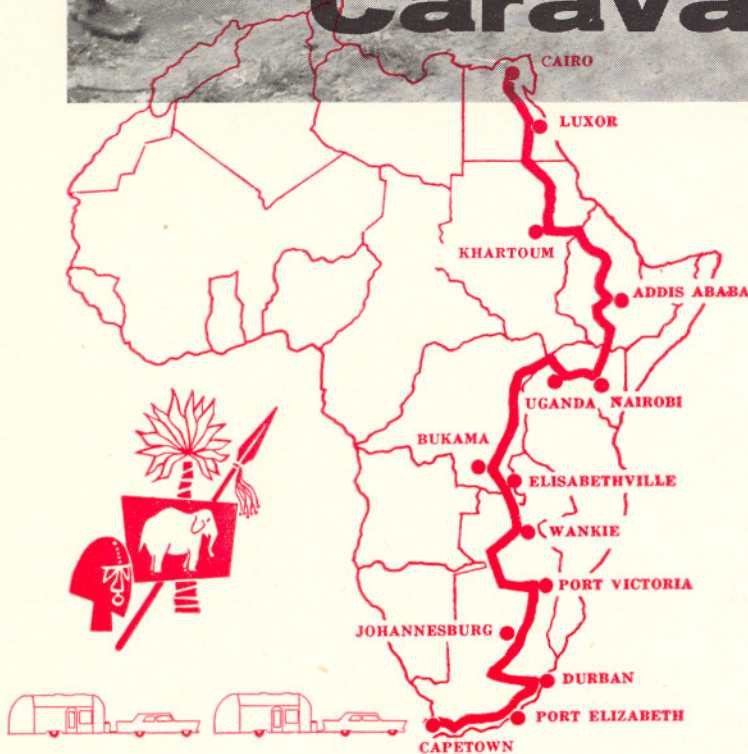 Carava
CAIRO
LUXOR
KHARTOUM
ADDIS ABABA
UGANDA NAIROBI
BUKAMA
ELISABETHVILLE
WANKIE
PORT VICTORIA
JOHANNESBURG
DURBAN
PORT ELIZABETH
CAPETOWN